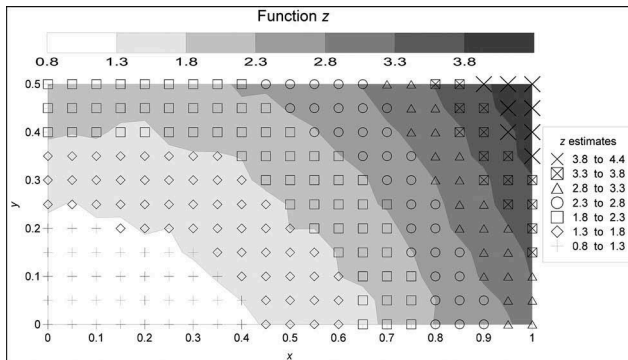 Function z
0.8 1.3 1.8 2.3 2.8 3.3 3.8
0.5
0.4
0.3
0.2
0.1
0
y
0 0.1 0.2 0.3 0.4 0.5 0.6 0.7 0.8 0.9 1
x
z estimates
3.8 to 4.4
3.3 to 3.8
2.8 to 3.3
2.3 to 2.8
1.8 to 2.3
1.3 to 1.8
0.8 to 1.3